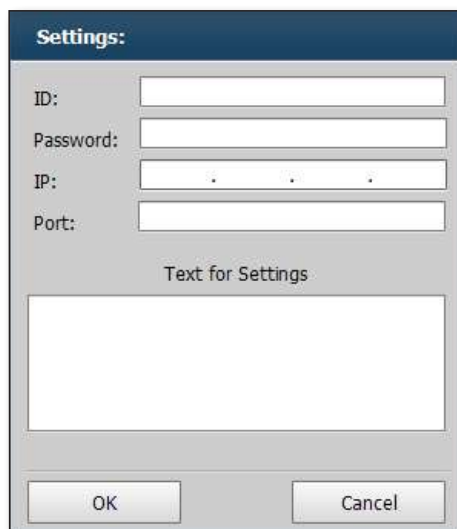 Settings:
ID:
Password:
IP: . . .
Port:
Text for Settings
OK Cancel